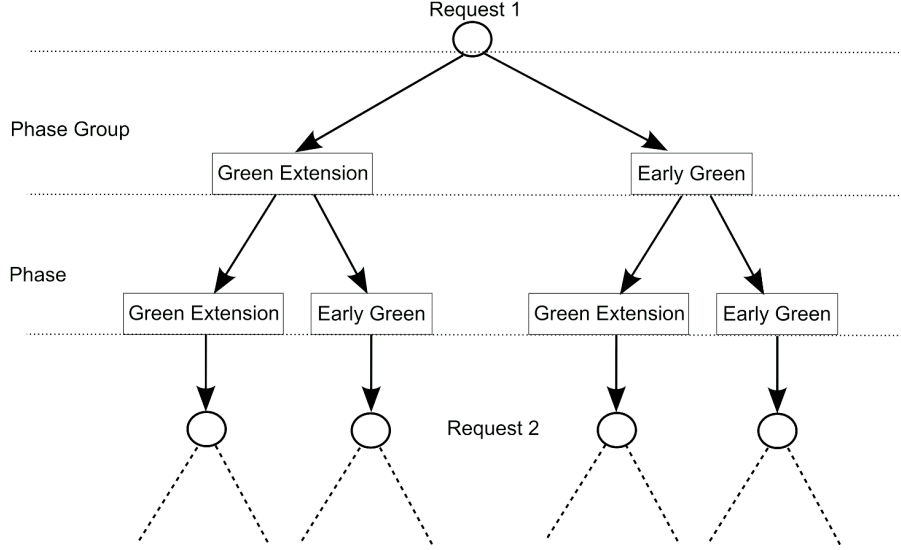 Request 1
Phase Group
Green Extension
Early Green
Phase
Green Extension
Early Green
Green Extension
Early Green
Request 2